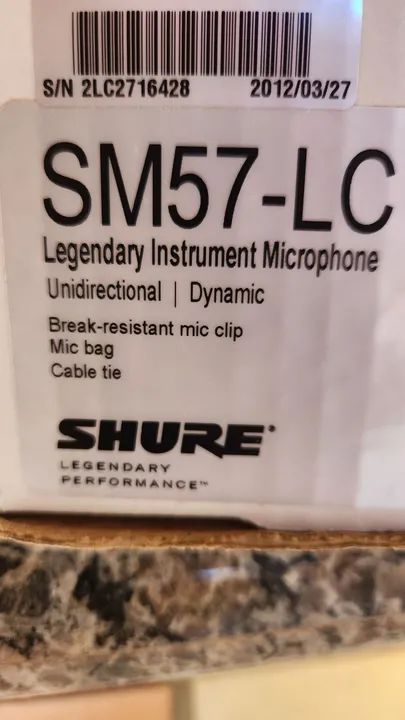 S/N 2LC2716428 2012/03/27
SM57-LC
Legendary Instrument Microphone
Unidirectional | Dynamic
Break-resistant mic clip
Mic bag
Cable tie
SHURE®
LEGENDARY
PERFORMANCE™